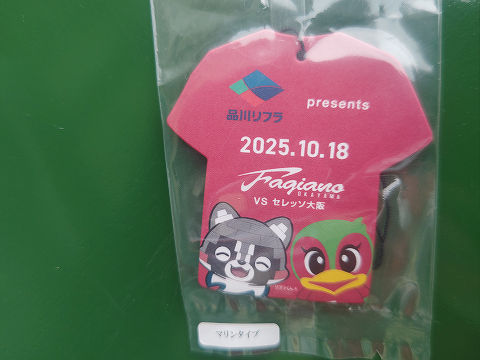 品川リフラ
presents
2025.10.18
Fagiano
OKAYAMA
VS セレッソ大阪
マリンタイプ